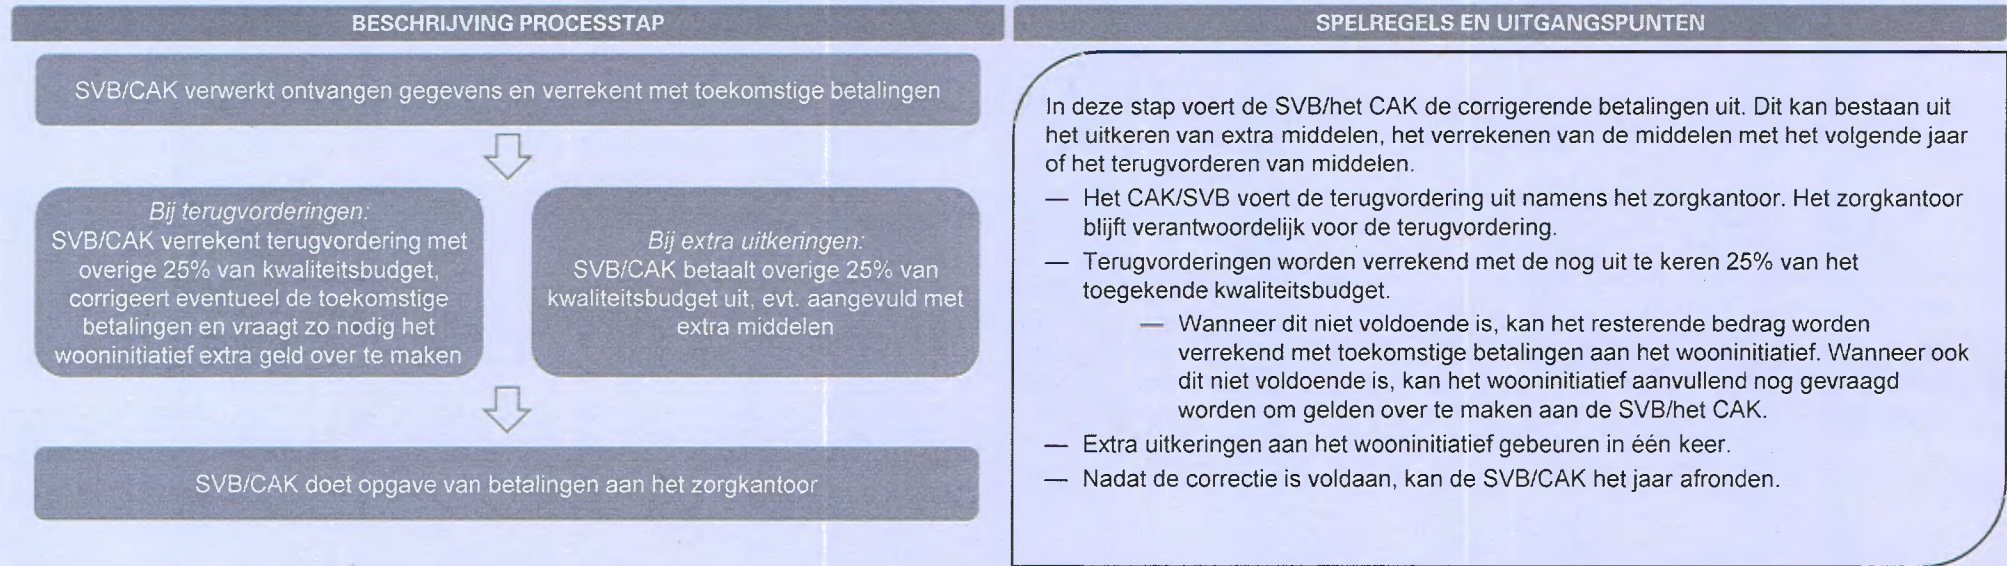 BESCHRIJVING PROCESSTAP
SVB/CAK verwerkt ontvangen gegevens en verrekent met toekomstige betalingen
Bij terugvorderingen:
SVB/CAK verrekent terugvordering met
overige 25% van kwaliteitsbudget,
corrigeert eventueel de toekomstige
betalingen en vraagt zo nodig het
wooninitiatief extra geld over te maken
Bij extra uitkeringen:
SVB/CAK betaalt overige 25% van
kwaliteitsbudget uit, evt. aangevuld met
extra middelen
SVB/CAK doet opgave van betalingen aan het zorgkantoor
SPELREGELS EN UITGANGSPUNTEN
In deze stap voert de SVB/het CAK de corrigerende betalingen uit. Dit kan bestaan uit
het uitkeren van extra middelen, het verrekenen van de middelen met het volgende jaar
of het terugvorderen van middelen.
— Het CAK/SVB voert de terugvordering uit namens het zorgkantoor. Het zorgkantoor
blijft verantwoordelijk voor de terugvordering.
— Terugvorderingen worden verrekend met de nog uit te keren 25% van het
toegekende kwaliteitsbudget.
— Wanneer dit niet voldoende is, kan het resterende bedrag worden
verrekend met toekomstige betalingen aan het wooninitiatief. Wanneer ook
dit niet voldoende is, kan het wooninitiatief aanvullend nog gevraagd
worden om gelden over te maken aan de SVB/het CAK.
— Extra uitkeringen aan het wooninitiatief gebeuren in één keer.
— Nadat de correctie is voldaan, kan de SVB/CAK het jaar afronden.